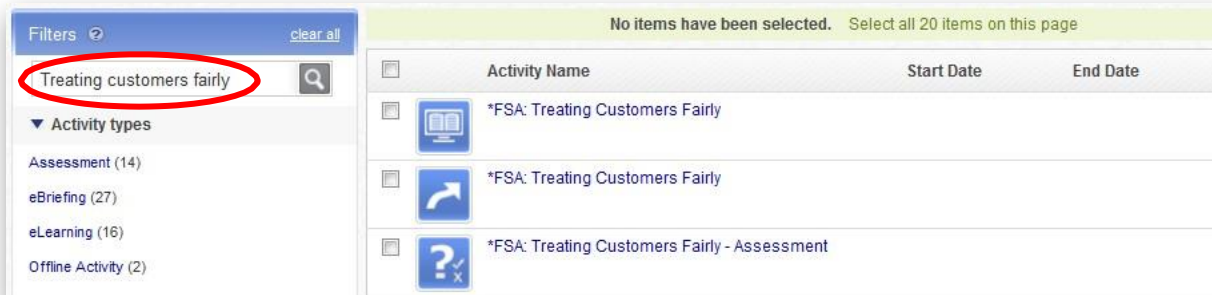 Filters ? clear all
Treating customers fairly
Activity types
Assessment (14)
eBriefing (27)
eLearning (16)
Offline Activity (2)
No items have been selected. Select all 20 items on this page
Activity Name Start Date End Date
*FSA: Treating Customers Fairly
*FSA: Treating Customers Fairly
*FSA: Treating Customers Fairly - Assessment